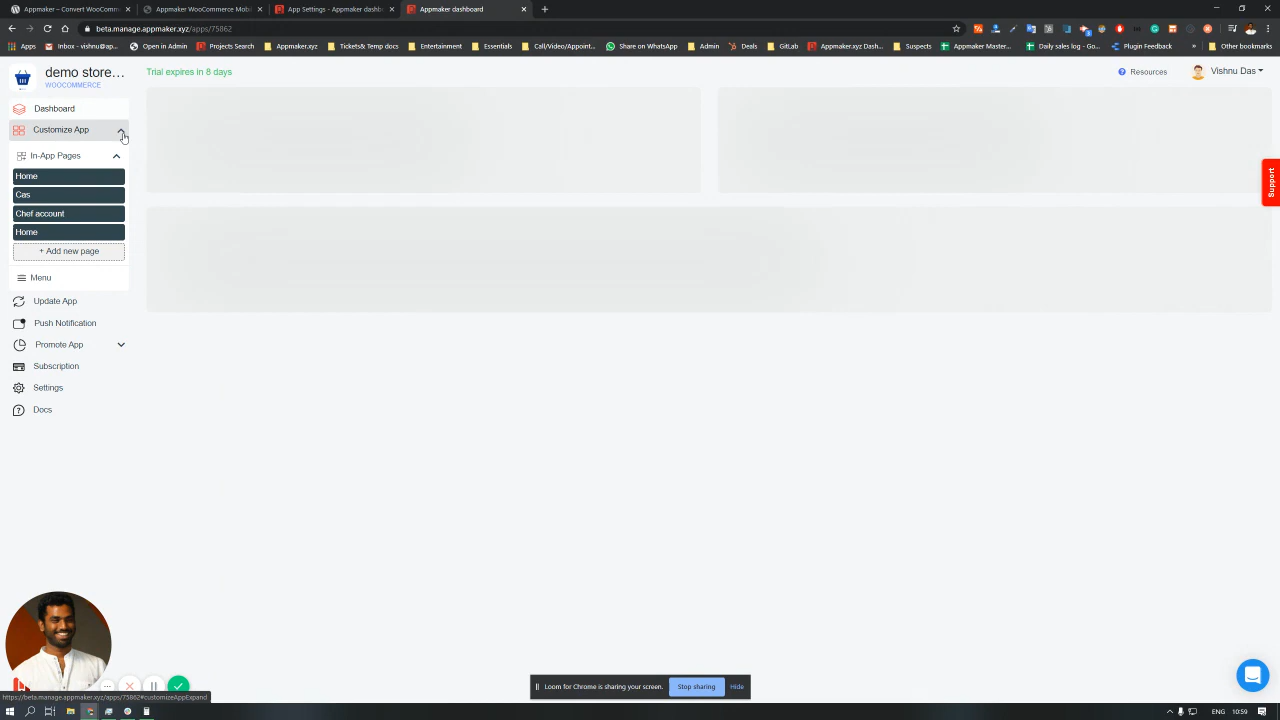 Appmaker – Convert WooComm
Appmaker WooCommerce Mobil
App Settings - Appmaker dashb
Appmaker dashboard
beta.manage.appmaker.xyz/apps/75862
Apps
Inbox - vishnu@ap...
Open in Admin
Projects Search
Appmaker.xyz
Tickets& Temp docs
Entertainment
Essentials
Call/Video/Appoint...
Share on WhatsApp
Admin
Deals
GitLab
Appmaker.xyz Dash...
Suspects
Appmaker Master...
Daily sales log - Go...
Plugin Feedback
»
Other bookmarks
demo store...
WOOCOMMERCE
Trial expires in 8 days
Resources
Vishnu Das
Dashboard
Customize App
In-App Pages
Home
Cas
Chef account
Home
+ Add new page
Menu
Update App
Push Notification
Promote App
Subscription
Settings
Docs
Support
https://beta.manage.appmaker.xyz/apps/75862#customizeAppExpand
Loom for Chrome is sharing your screen.
Stop sharing
Hide
ENG
10:59